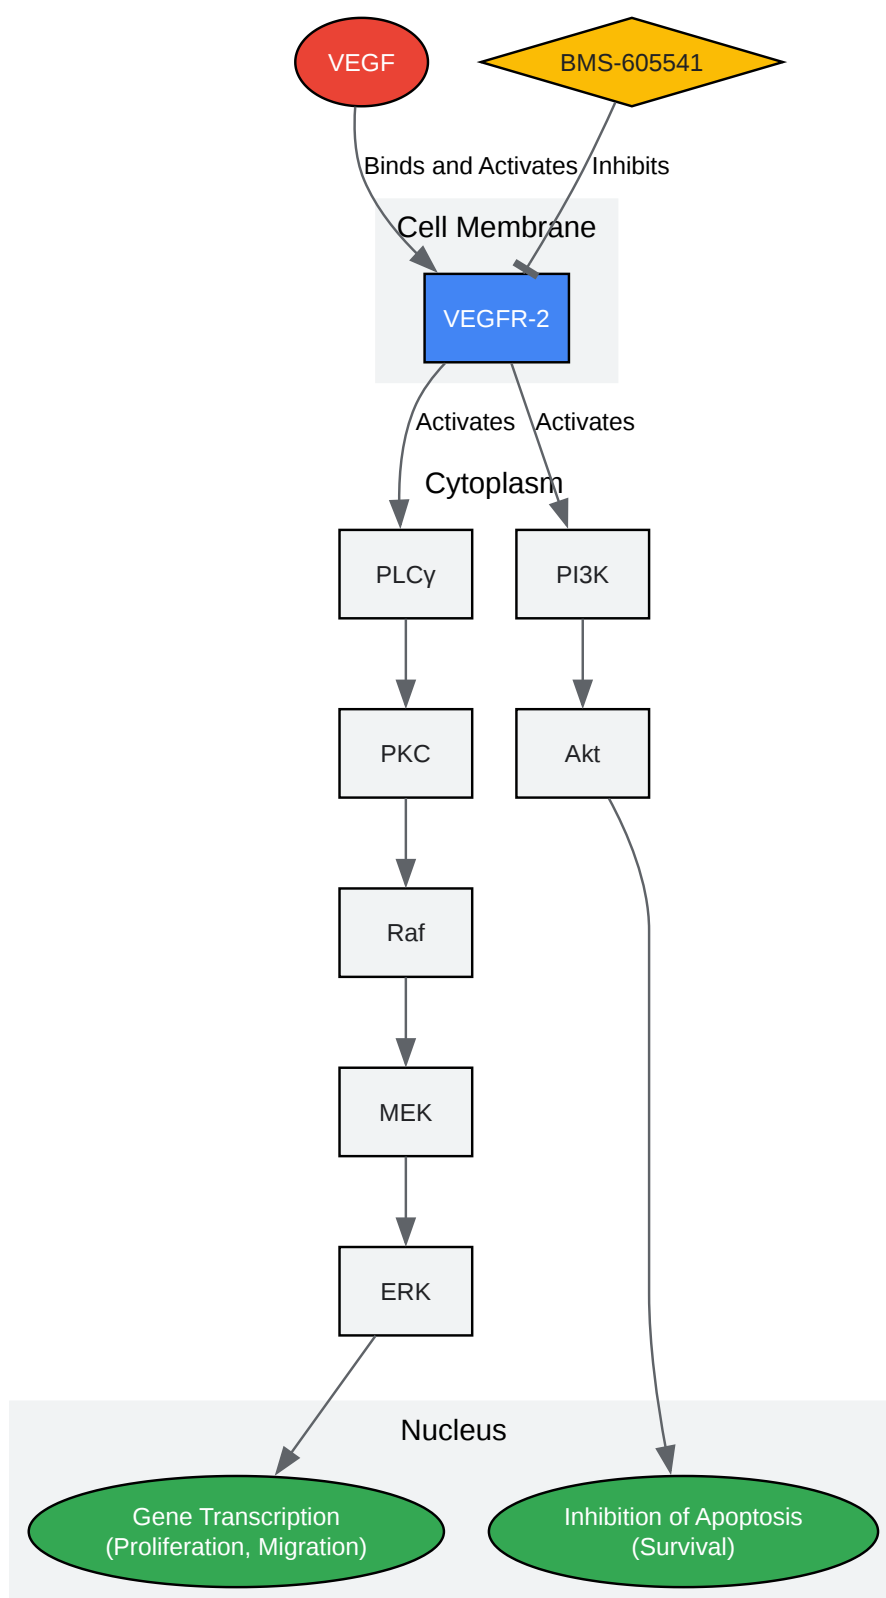 VEGF
BMS-605541
Binds and Activates
Inhibits
Cell Membrane
VEGFR-2
Activates
Activates
Cytoplasm
PLCγ
PI3K
PKC
Akt
Raf
MEK
ERK
Nucleus
Gene Transcription
(Proliferation, Migration)
Inhibition of Apoptosis
(Survival)